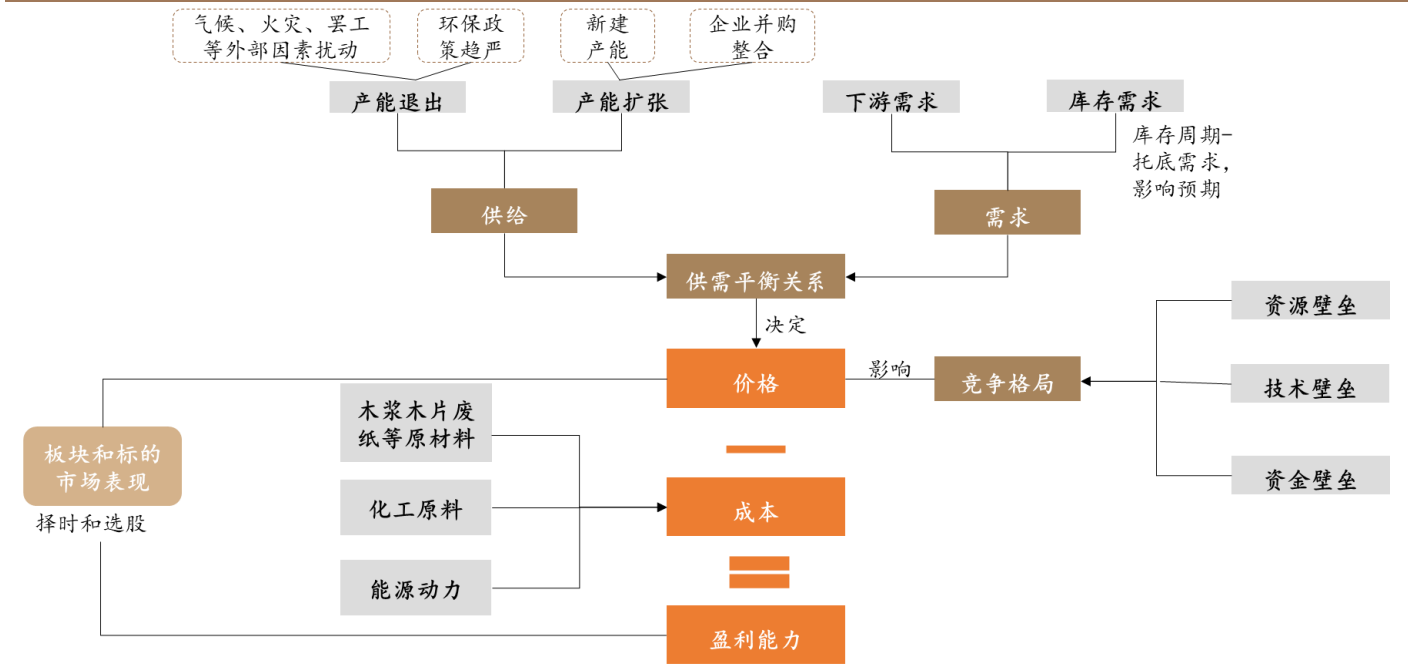 气候、火灾、罢工
等外部因素扰动
环保政
策趋严
新建
产能
企业并购
整合
产能退出
产能扩张
下游需求
库存需求
库存周期-
托底需求，
影响预期
供给
需求
供需平衡关系
决定
资源壁垒
价格
影响
竞争格局
技术壁垒
木浆木片废
纸等原材料
板块和标的
市场表现
资金壁垒
择时和选股
化工原料
成本
能源动力
盈利能力